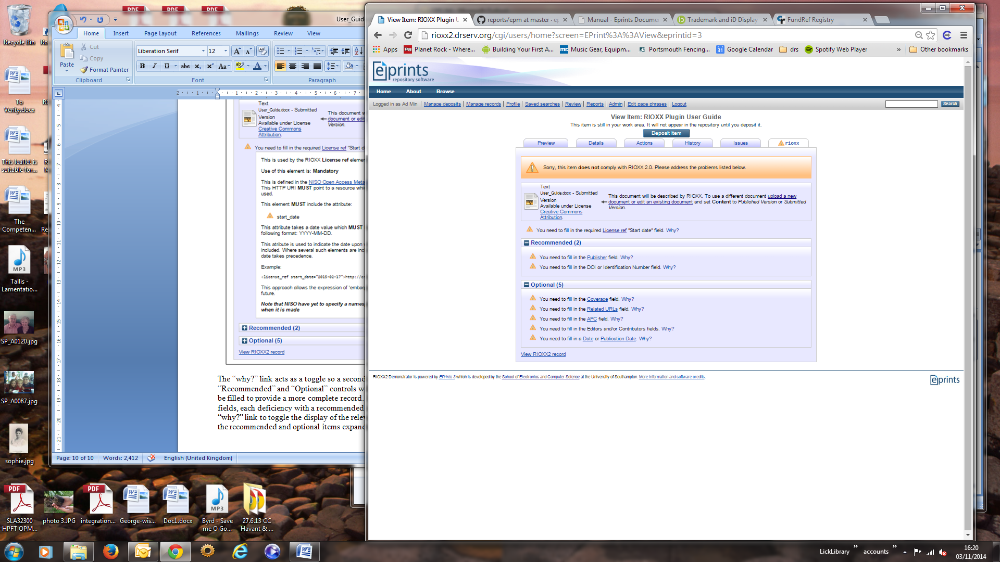 Recycle Bin
To
Verity.docx
This leaflet is
suitable for...
The
Competen...
Tallis -
Lamentatio...
SP_A0120.jpg
SP_A0087.jpg
sophie.jpg
SLA32300
HPFT OPM...
photo 3.JPG
integration...
George-wis...
Doc1.docx
Byrd - Save
me O Go...
27.6.13 CC
Havant & ...
PDF
PDF
PDF
PDF
PDF
MP3
MP3
User_Guid
Home Insert Page Layout References Mailings Review View
Paste
Cut
Copy
Format Painter
Clipboard
Liberation Serif 12
Font
Paragraph
Text
User_Guide.docx - Submitted
Version
Available under License
Creative Commons
Attribution.
This document w
document or edit
Version.
You need to fill in the required License ref "Start d
This is used by the RIOXX License ref elemen
Use of this element is: Mandatory
This is defined in the NISO Open Access Meta
This HTTP URI MUST point to a resource whi
used.
This element MUST include the attribute:
start_date
This attribute takes a date value which MUST
following format: YYYY-MM-DD.
This atribute is used to indicate the date upon
included. Where several such elements are inc
date takes precedence.
Example:
<license_ref start_date="2015-02-17">http://c
This approach allows the expression of 'embar
future.
Note that NISO have yet to specify a names
when it is made
Recommended (2)
Optional (5)
View RIOXX2 record
The “why?” link acts as a toggle so a second
“Recommended” and “Optional” controls w
be filled to provide a more complete record.
fields, each deficiency with a recommended
“why?” link to toggle the display of the relev
the recommended and optional items expand
Page: 10 of 10 Words: 2,412 English (United Kingdom)
View Item: RIOXX Plugin U
reports/epm at master · ep
Manual - Eprints Documen
Trademark and iD Display
FundRef Registry
rioxx2.drserv.org/cgi/users/home?screen=EPrint%3A%3AView&eprintid=3
Apps Planet Rock - Where... Building Your First A... Music Gear, Equipm... Portsmouth Fencing... Google Calendar drs Spotify Web Player » Other bookmarks
eprints
repository software
Home About Browse
Logged in as Ad Min | Manage deposits | Manage records | Profile | Saved searches | Review | Reports | Admin | Edit page phrases | Logout
Search
View Item: RIOXX Plugin User Guide
This item is still in your work area. It will not appear in the repository until you deposit it.
Deposit item
Preview Details Actions History Issues rioxx
Sorry, this item does not comply with RIOXX 2.0. Please address the problems listed below.
Text
User_Guide.docx - Submitted
Version
Available under License
Creative Commons
Attribution.
This document will be described by RIOXX. To use a different document upload a new
document or edit an existing document and set Content to Published Version or Submitted
Version.
You need to fill in the required License ref "Start date" field. Why?
Recommended (2)
You need to fill in the Publisher field. Why?
You need to fill in the DOI or Identification Number field. Why?
Optional (5)
You need to fill in the Coverage field. Why?
You need to fill in the Related URLs field. Why?
You need to fill in the APC field. Why?
You need to fill in the Editors and/or Contributors fields. Why?
You need to fill in a Date or Publication Date. Why?
View RIOXX2 record
RIOXX2 Demonstrator is powered by EPrints 3 which is developed by the School of Electronics and Computer Science at the University of Southampton. More information and software credits.
eprints
LickLibrary » accounts »
16:20
03/11/2014